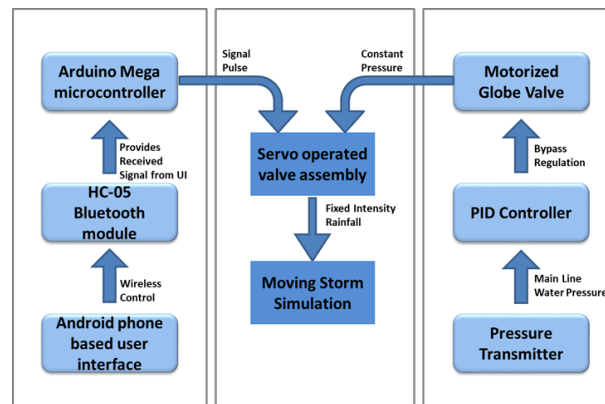 Arduino Mega
microcontroller
Provides
Received
Signal from UI
HC-05
Bluetooth
module
Wireless
Control
Android phone
based user
interface
Signal
Pulse
Constant
Pressure
Servo operated
valve assembly
Fixed Intensity
Rainfall
Moving Storm
Simulation
Motorized
Globe Valve
Bypass
Regulation
PID Controller
Main Line
Water Pressure
Pressure
Transmitter